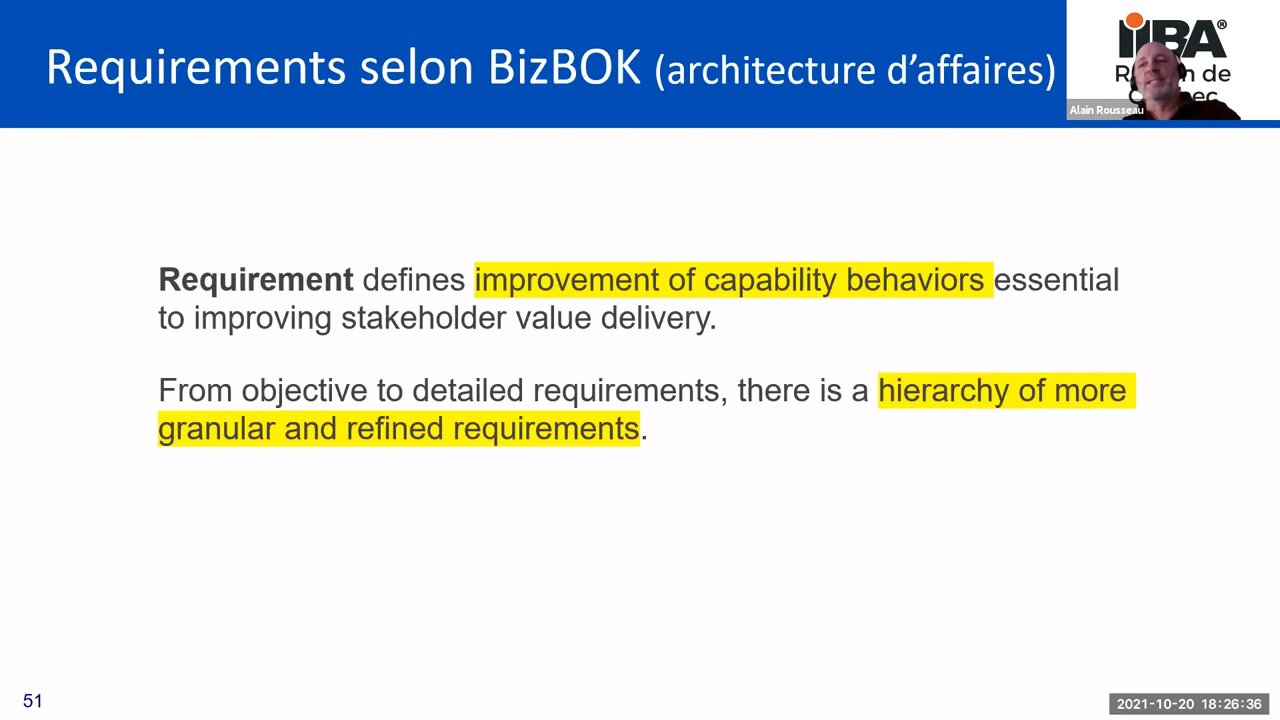 Requirements selon BizBOK (architecture d’affaires)
IIBA®
de
Alain Rousseau
Requirement defines improvement of capability behaviors essential
to improving stakeholder value delivery.
From objective to detailed requirements, there is a hierarchy of more
granular and refined requirements.
51
2021-10-20 18:26:36